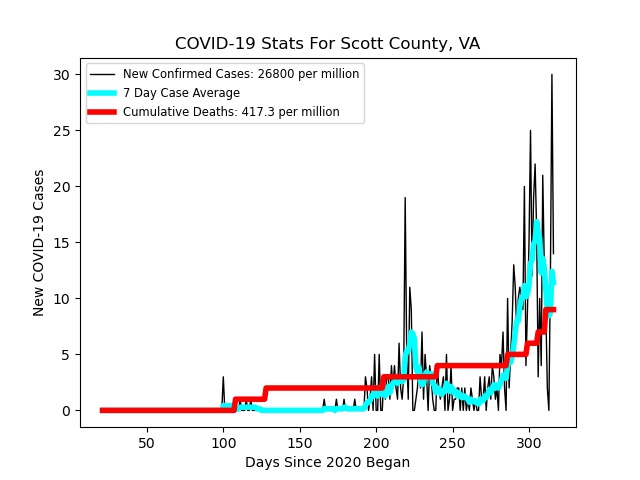 COVID-19 Stats For Scott County, VA
New Confirmed Cases: 26800 per million
7 Day Case Average
Cumulative Deaths: 417.3 per million
30
25
20
15
10
5
0
New COVID-19 Cases
50 100 150 200 250 300
Days Since 2020 Began